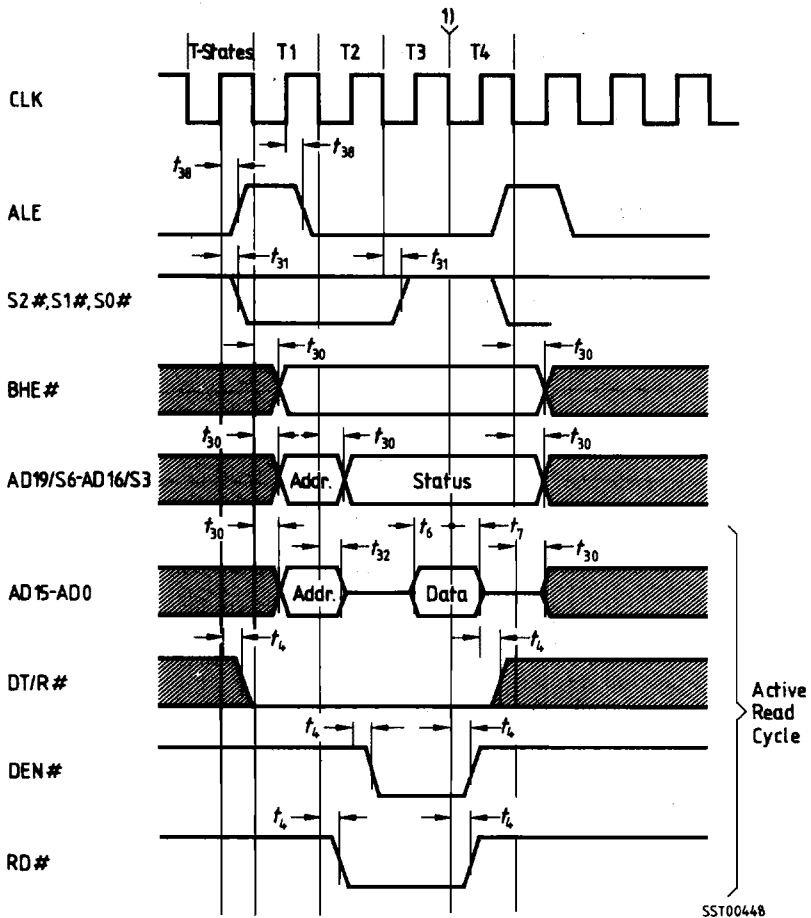 1)
T-States T1 T2 T3 T4
CLK
t38
t38
ALE
t31 t31
S2#,S1#,S0#
t30 t30
BHE#
t30 t30 t30
AD19/S6-AD16/S3 Addr. Status
t30 t32 t6 t7 t30
AD15-AD0 Addr. Data
t4 t4
DT/R#
Active
Read
Cycle
t4 t4
DEN#
t4 t4
RD#
SST00448